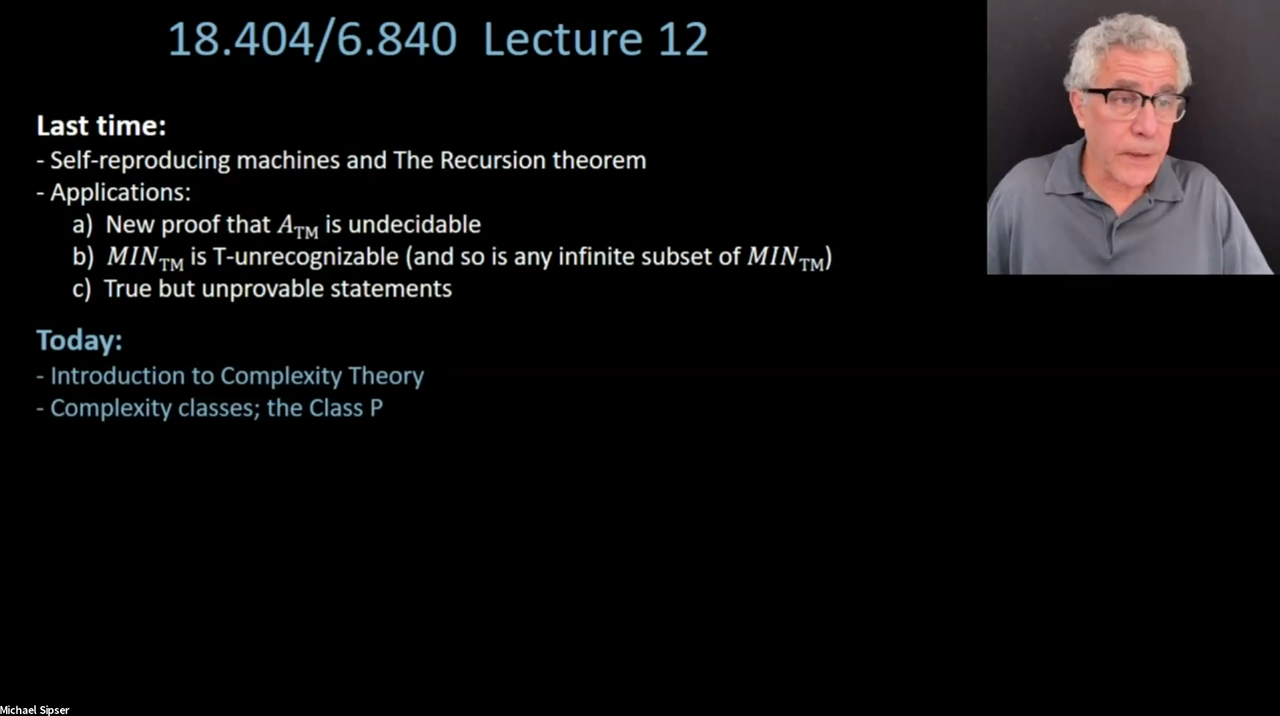 18.404/6.840 Lecture 12
Last time:
- Self-reproducing machines and The Recursion theorem
- Applications:
a) New proof that A_TM is undecidable
b) MIN_TM is T-unrecognizable (and so is any infinite subset of MIN_TM)
c) True but unprovable statements
Today:
- Introduction to Complexity Theory
- Complexity classes; the Class P
Michael Sipser